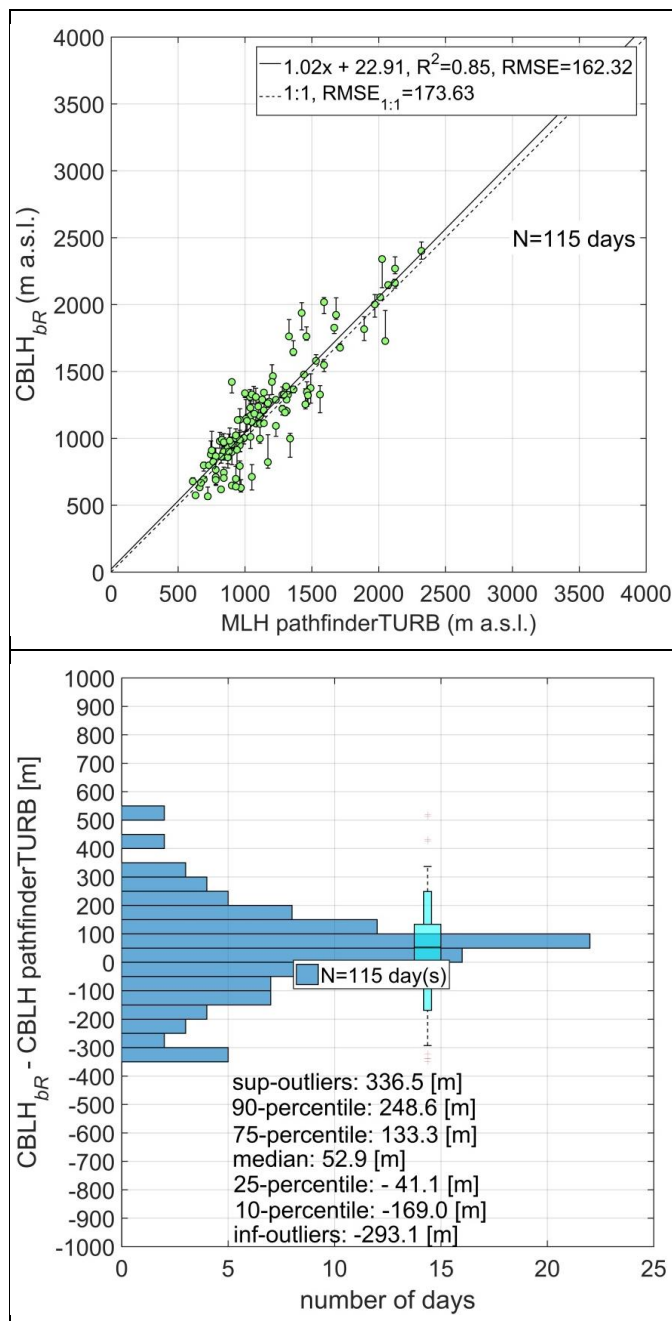 4000
3500
3000
2500
2000
1500
1000
500
0
CBLH_bR (m a.s.l.)
1.02x + 22.91, R^2=0.85, RMSE=162.32
1:1, RMSE_1:1=173.63
N=115 days
0 500 1000 1500 2000 2500 3000 3500 4000
MLH pathfinderTURB (m a.s.l.)
1000
900
800
700
600
500
400
300
200
100
0
-100
-200
-300
-400
-500
-600
-700
-800
-900
-1000
CBLH_bR - CBLH pathfinderTURB [m]
N=115 day(s)
sup-outliers: 336.5 [m]
90-percentile: 248.6 [m]
75-percentile: 133.3 [m]
median: 52.9 [m]
25-percentile: - 41.1 [m]
10-percentile: -169.0 [m]
inf-outliers: -293.1 [m]
0 5 10 15 20 25
number of days